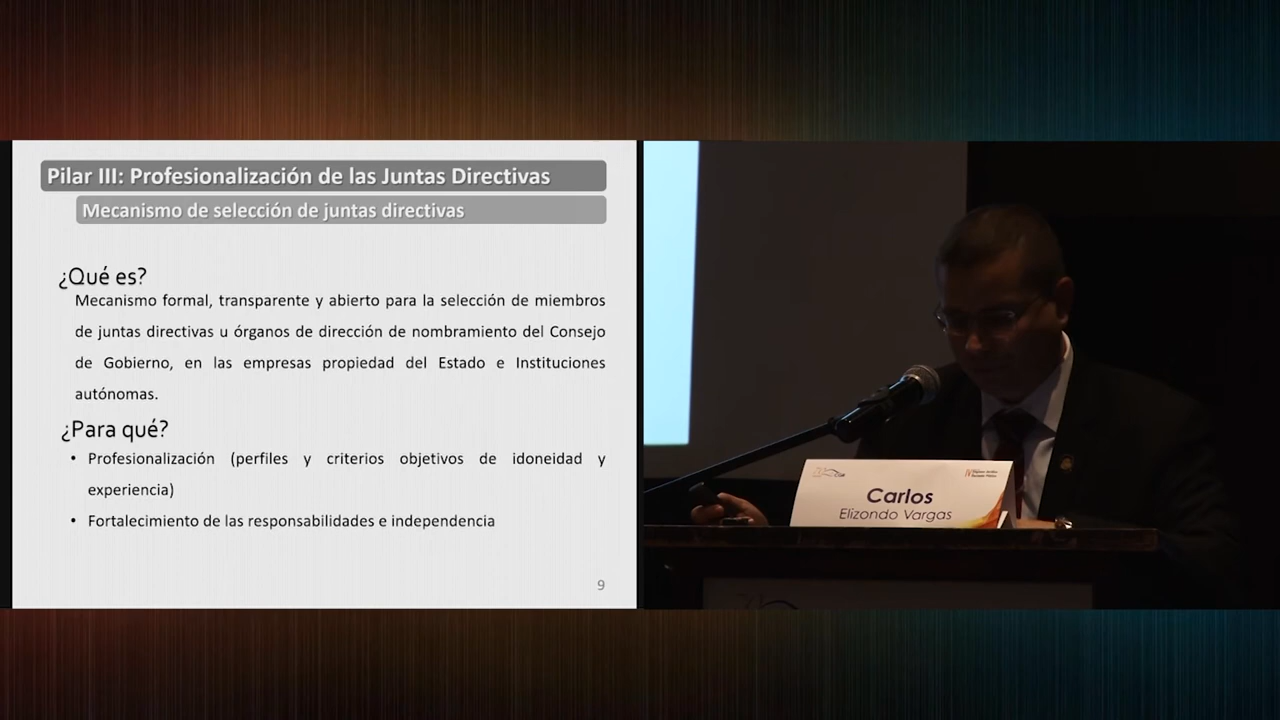 Pilar III: Profesionalización de las Juntas Directivas
Mecanismo de selección de juntas directivas
¿Qué es?
Mecanismo formal, transparente y abierto para la selección de miembros
de juntas directivas u órganos de dirección de nombramiento del Consejo
de Gobierno, en las empresas propiedad del Estado e Instituciones
autónomas.
¿Para qué?
• Profesionalización (perfiles y criterios objetivos de idoneidad y
experiencia)
• Fortalecimiento de las responsabilidades e independencia
9
Carlos
Elizondo Vargas